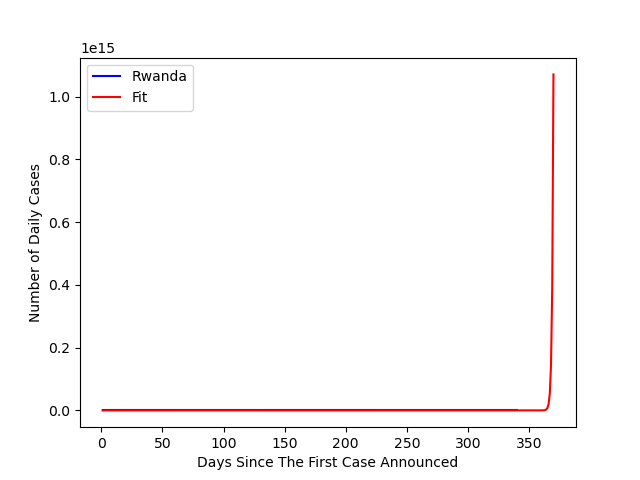 1e15
Rwanda
Fit
1.0
0.8
0.6
0.4
0.2
0.0
Number of Daily Cases
0 50 100 150 200 250 300 350
Days Since The First Case Announced